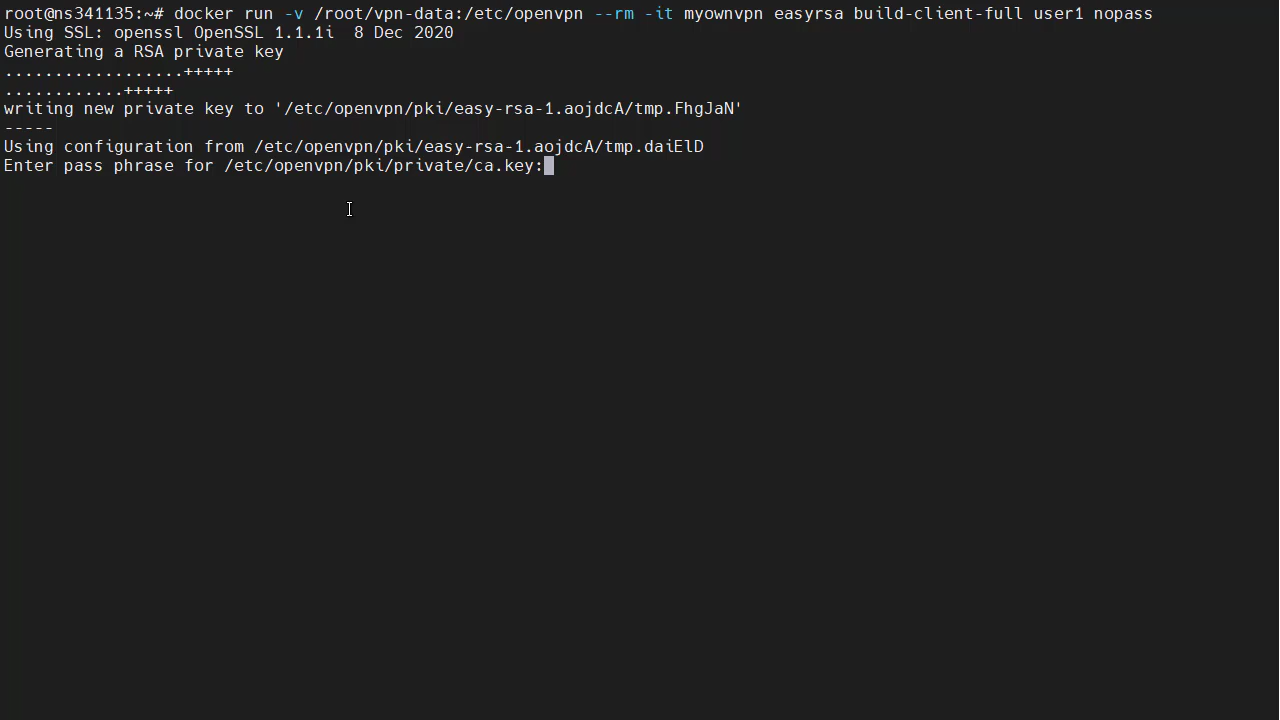 root@ns341135:~# docker run -v /root/vpn-data:/etc/openvpn --rm -it myownvpn easyrsa build-client-full user1 nopass
Using SSL: openssl OpenSSL 1.1.1i  8 Dec 2020
Generating a RSA private key
..................+++++
............+++++
writing new private key to '/etc/openvpn/pki/easy-rsa-1.aojdcA/tmp.FhgJaN'
-----
Using configuration from /etc/openvpn/pki/easy-rsa-1.aojdcA/tmp.daiElD
Enter pass phrase for /etc/openvpn/pki/private/ca.key: